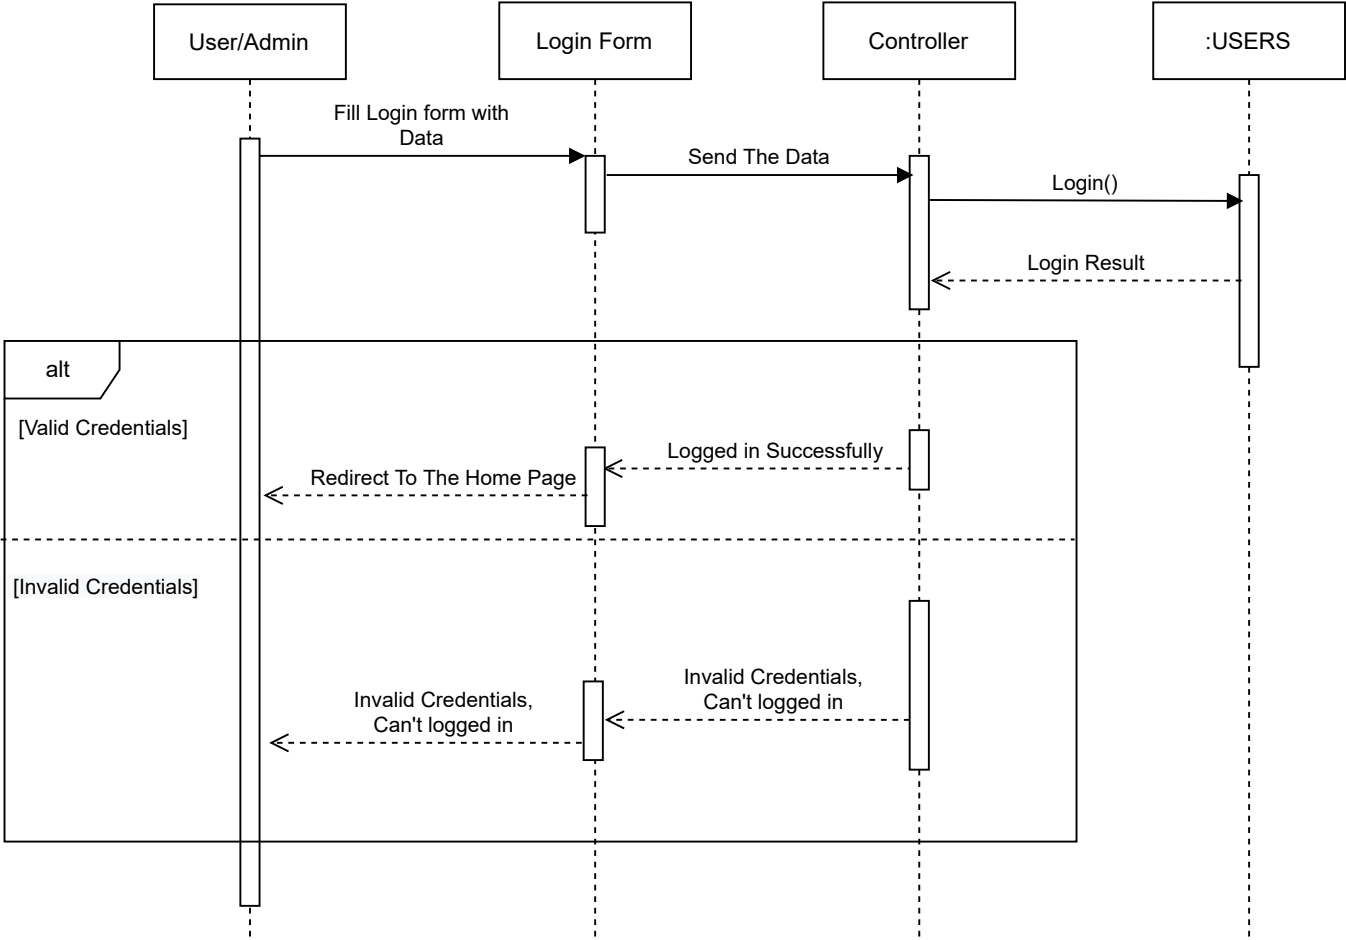 User/Admin
Login Form
Controller
:USERS
Fill Login form with
Data
Send The Data
Login()
Login Result
alt
[Valid Credentials]
Logged in Successfully
Redirect To The Home Page
[Invalid Credentials]
Invalid Credentials,
Can't logged in
Invalid Credentials,
Can't logged in